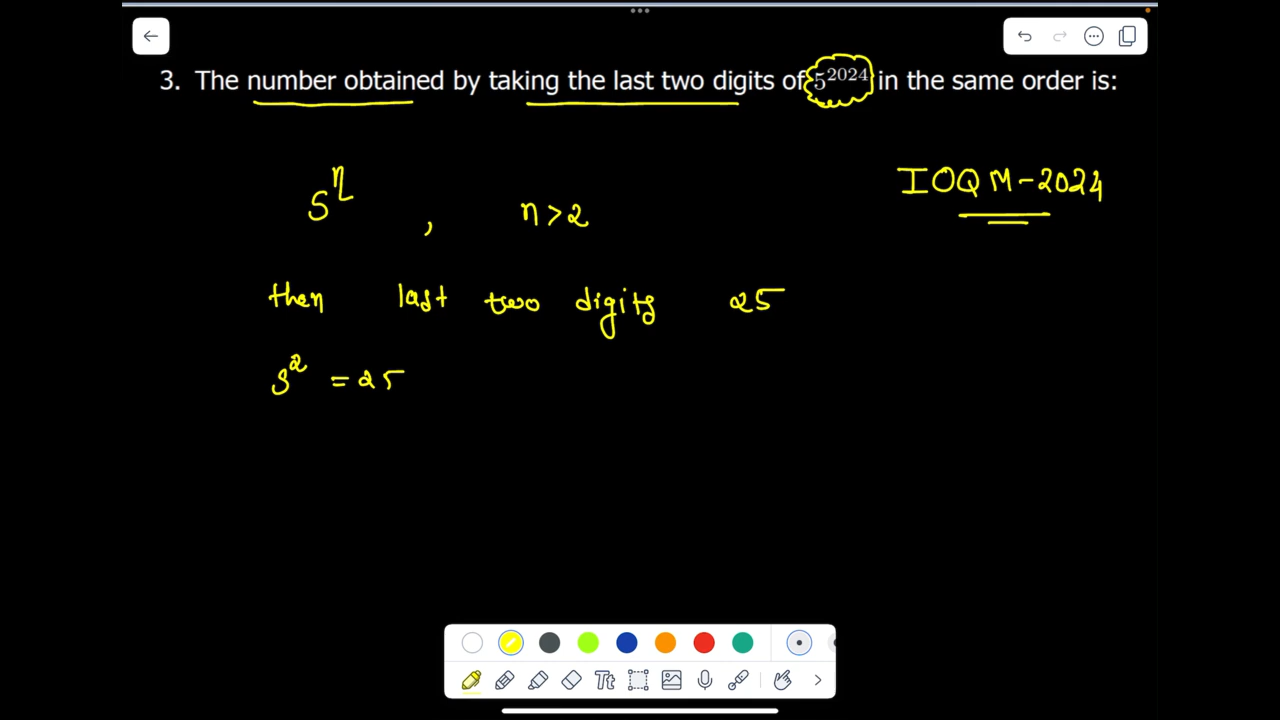 3. The number obtained by taking the last two digits of 5^2024 in the same order is:
IOQM-2024
5^n , n>2
then last two digits 25
5^2 = 25
Tt